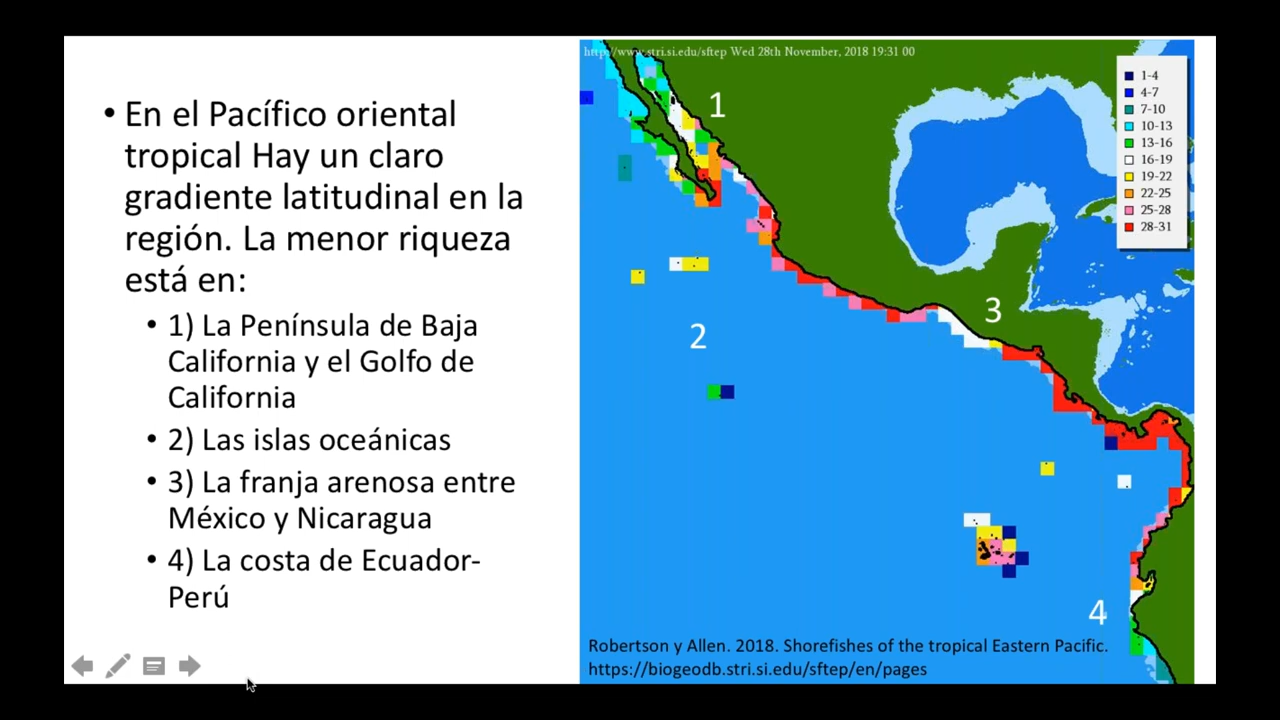 • En el Pacífico oriental
tropical Hay un claro
gradiente latitudinal en la
región. La menor riqueza
está en:
• 1) La Península de Baja
California y el Golfo de
California
• 2) Las islas oceánicas
• 3) La franja arenosa entre
México y Nicaragua
• 4) La costa de Ecuador-
Perú
http://www.stri.si.edu/sftep Wed 28th November, 2018 19:31 00
1-4
4-7
7-10
10-13
13-16
16-19
19-22
22-25
25-28
28-31
1
3
2
4
Robertson y Allen. 2018. Shorefishes of the tropical Eastern Pacific.
https://biogeodb.stri.si.edu/sftep/en/pages